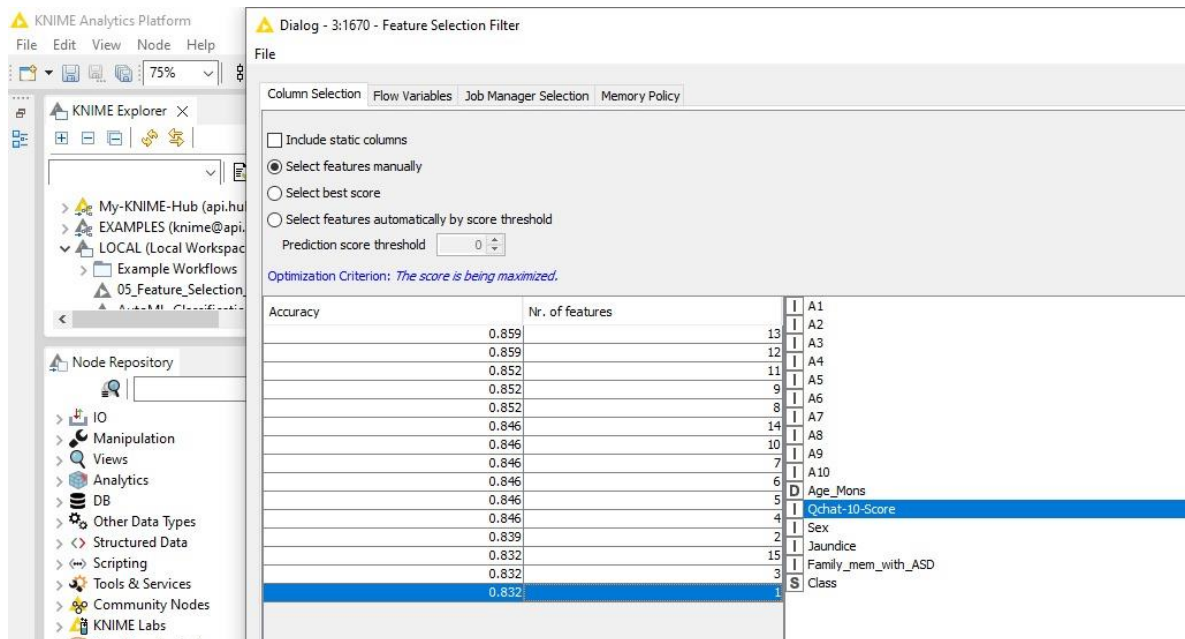 KNIME Analytics Platform
File Edit View Node Help
75%
KNIME Explorer
My-KNIME-Hub (api.hu
EXAMPLES (knime@api.
LOCAL (Local Workspac
Example Workflows
05_Feature_Selection_
Node Repository
IO
Manipulation
Views
Analytics
DB
Other Data Types
Structured Data
Scripting
Tools & Services
Community Nodes
KNIME Labs
Dialog - 3:1670 - Feature Selection Filter
File
Column Selection Flow Variables Job Manager Selection Memory Policy
Include static columns
Select features manually
Select best score
Select features automatically by score threshold
Prediction score threshold 0
Optimization Criterion: The score is being maximized.
Accuracy Nr. of features
0.859 13
0.859 12
0.852 11
0.852 9
0.852 8
0.846 14
0.846 10
0.846 7
0.846 6
0.846 5
0.846 4
0.839 2
0.832 15
0.832 3
0.832 1
I A1
I A2
I A3
I A4
I A5
I A6
I A7
I A8
I A9
I A10
D Age_Mons
I Qchat-10-Score
I Sex
I Jaundice
I Family_mem_with_ASD
S Class